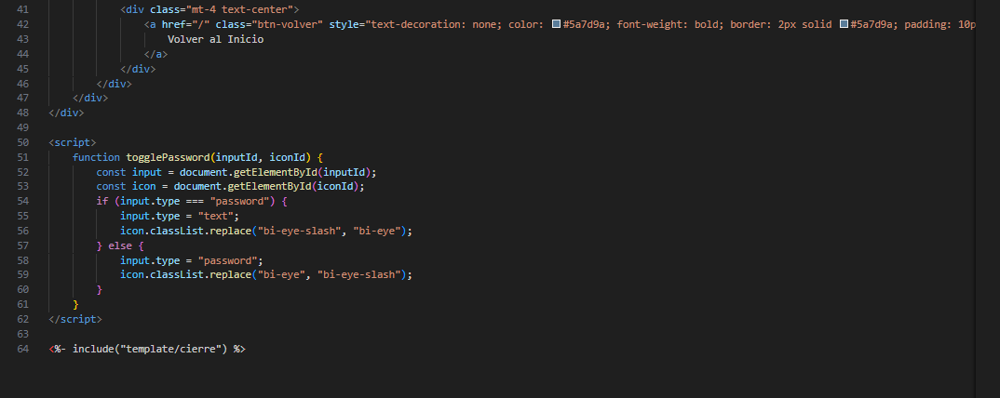 41 <div class="mt-4 text-center">
42 <a href="/" class="btn-volver" style="text-decoration: none; color: #5a7d9a; font-weight: bold; border: 2px solid #5a7d9a; padding: 10p
43 Volver al Inicio
44 </a>
45 </div>
46 </div>
47 </div>
48 </div>
49
50 <script>
51 function togglePassword(inputId, iconId) {
52 const input = document.getElementById(inputId);
53 const icon = document.getElementById(iconId);
54 if (input.type === "password") {
55 input.type = "text";
56 icon.classList.replace("bi-eye-slash", "bi-eye");
57 } else {
58 input.type = "password";
59 icon.classList.replace("bi-eye", "bi-eye-slash");
60 }
61 }
62 </script>
63
64 <%- include("template/cierre") %>